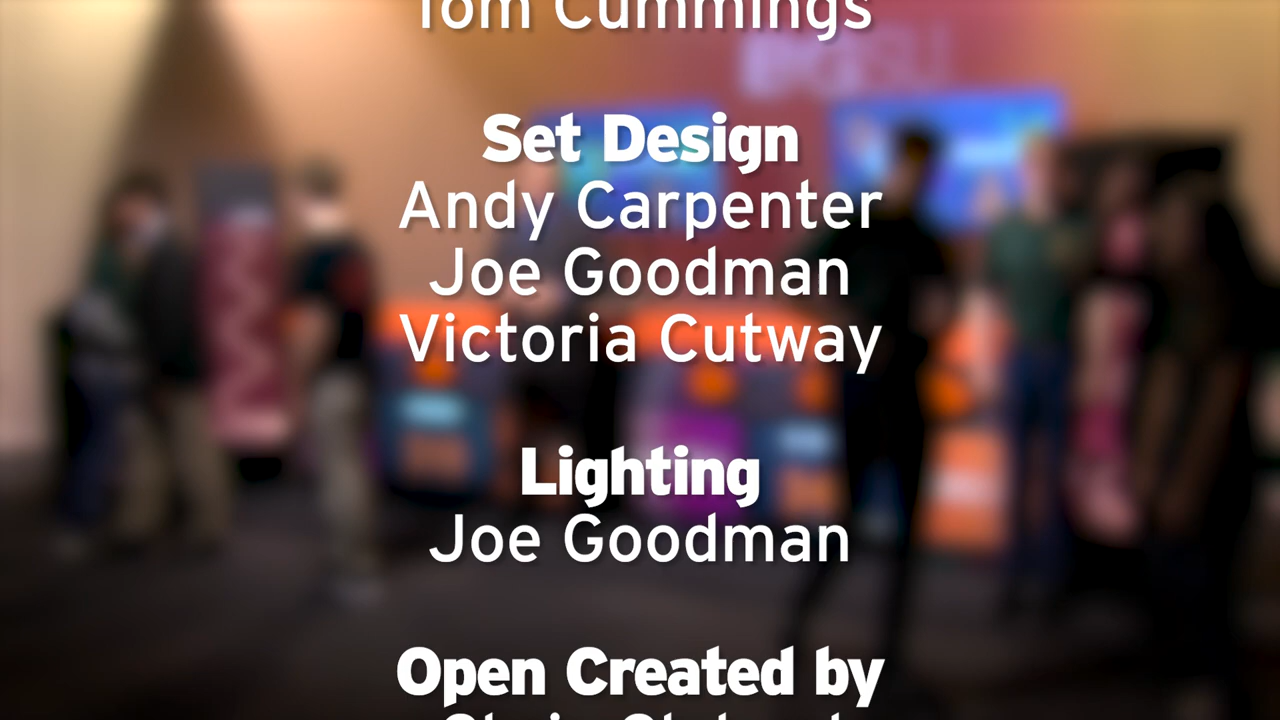 Tom Cummings
Set Design
Andy Carpenter
Joe Goodman
Victoria Cutway
Lighting
Joe Goodman
Open Created by